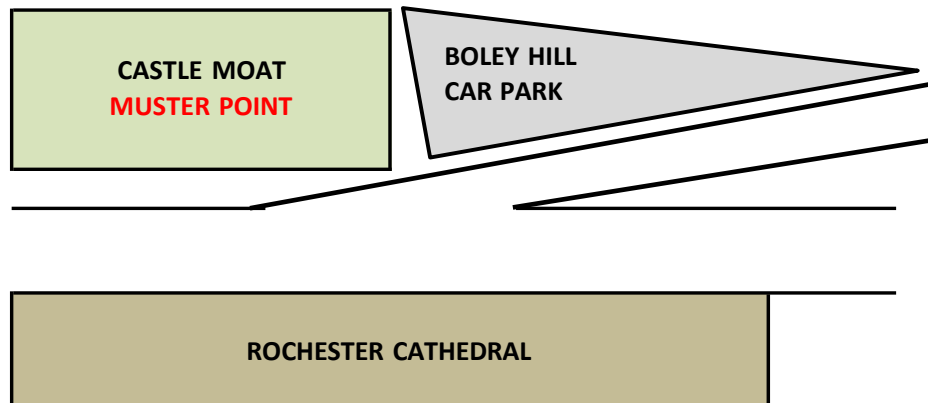 CASTLE MOAT
MUSTER POINT
BOLEY HILL
CAR PARK
ROCHESTER CATHEDRAL